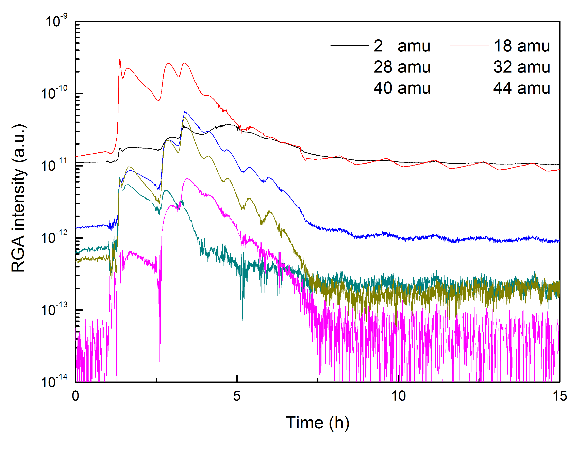 10⁻⁹
10⁻¹⁰
10⁻¹¹
10⁻¹²
10⁻¹³
10⁻¹⁴
RGA intensity (a.u.)
2 amu 18 amu
28 amu 32 amu
40 amu 44 amu
0 5 10 15
Time (h)